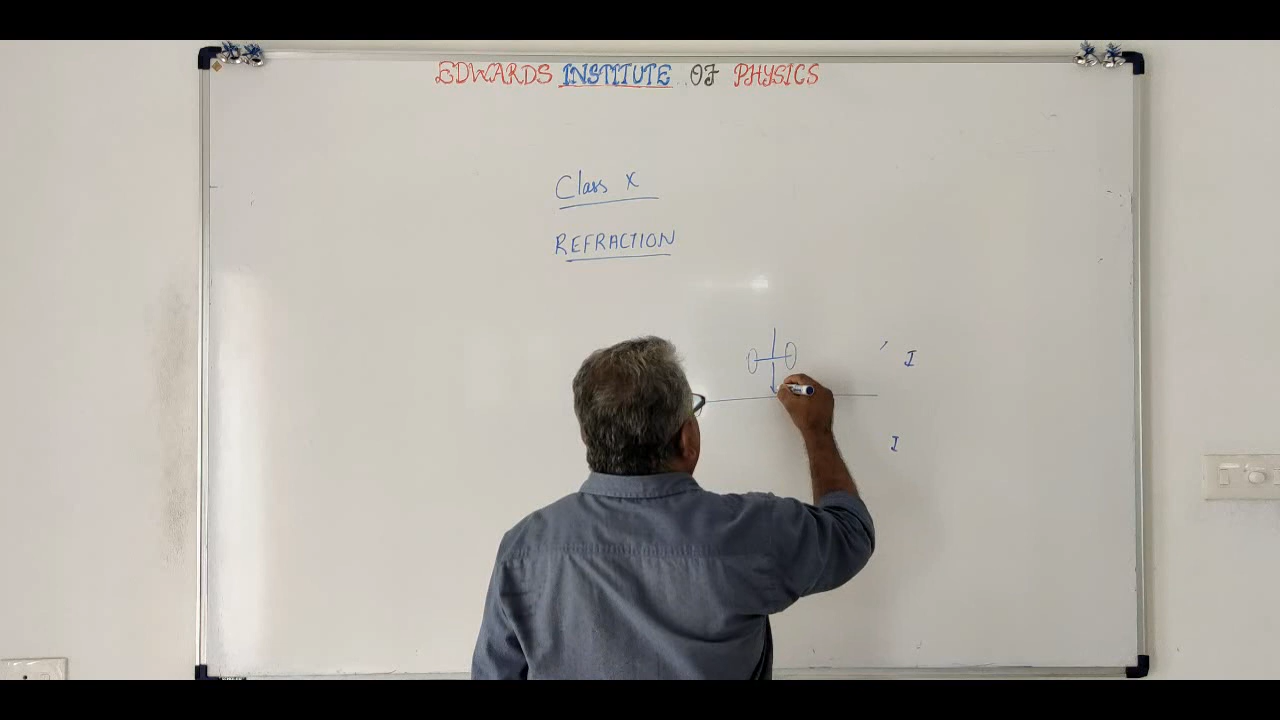 EDWARDS INSTITUTE OF PHYSICS
Class X
REFRACTION
I
I